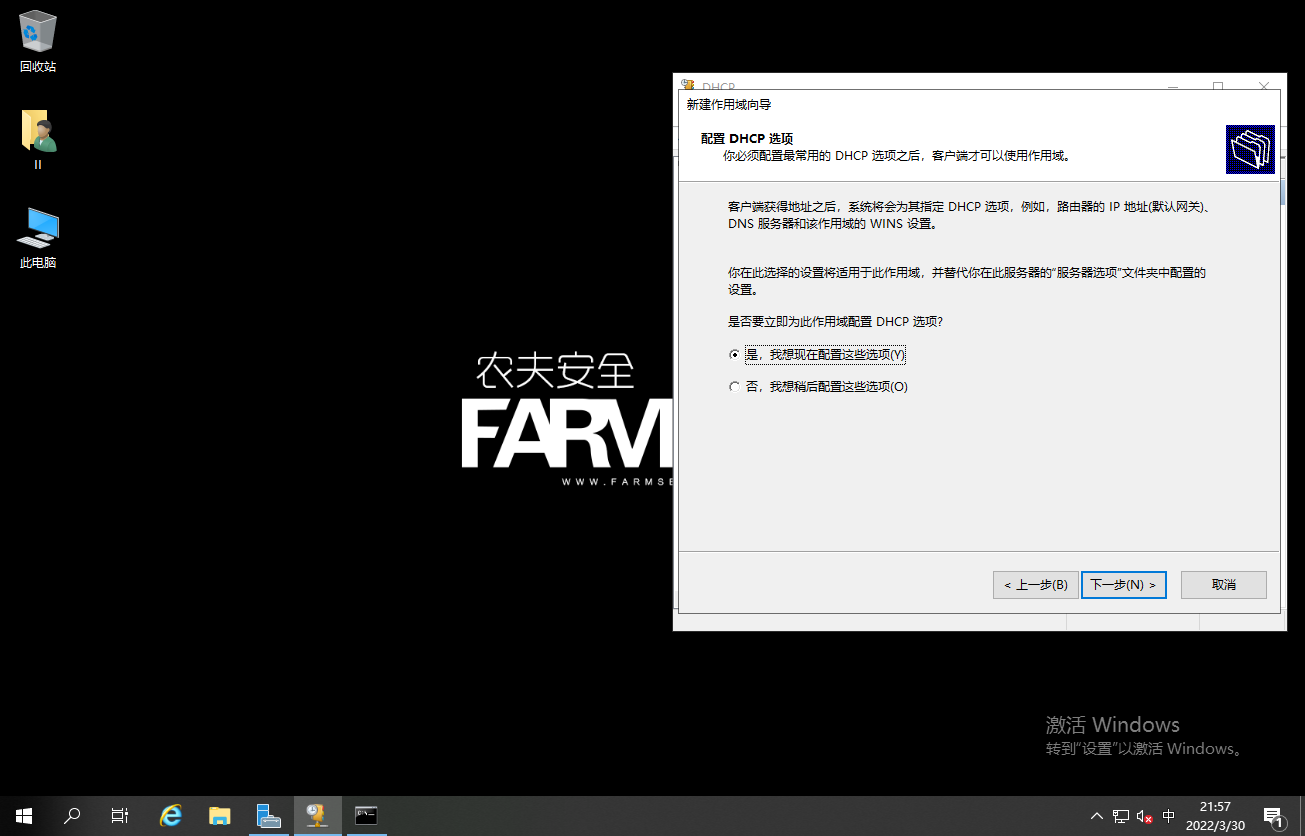 回收站
II
此电脑
农夫安全
FARM
WWW.FARMSE
DHCP
新建作用域向导
配置 DHCP 选项
你必须配置最常用的 DHCP 选项之后，客户端才可以使用作用域。
客户端获得地址之后，系统将会为其指定 DHCP 选项，例如，路由器的 IP 地址(默认网关)、
DNS 服务器和该作用域的 WINS 设置。
你在此选择的设置将适用于此作用域，并替代你在此服务器的“服务器选项”文件夹中配置的
设置。
是否要立即为此作用域配置 DHCP 选项?
是，我想现在配置这些选项(Y)
否，我想稍后配置这些选项(O)
< 上一步(B)
下一步(N) >
取消
激活 Windows
转到“设置”以激活 Windows。
中
21:57
2022/3/30
1